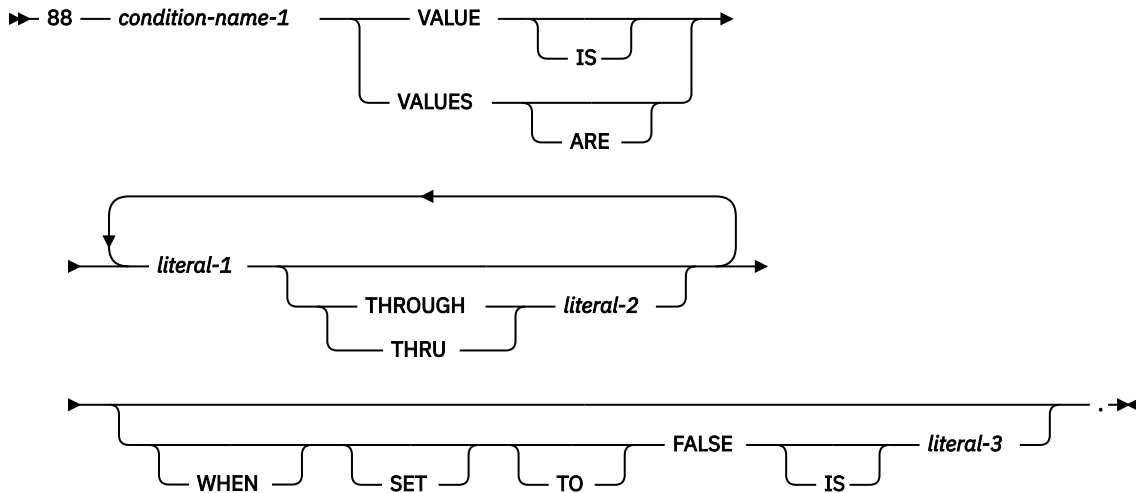 88 condition-name-1 VALUE
IS
VALUES
ARE
literal-1
THROUGH literal-2
THRU
.
FALSE literal-3
WHEN SET TO IS